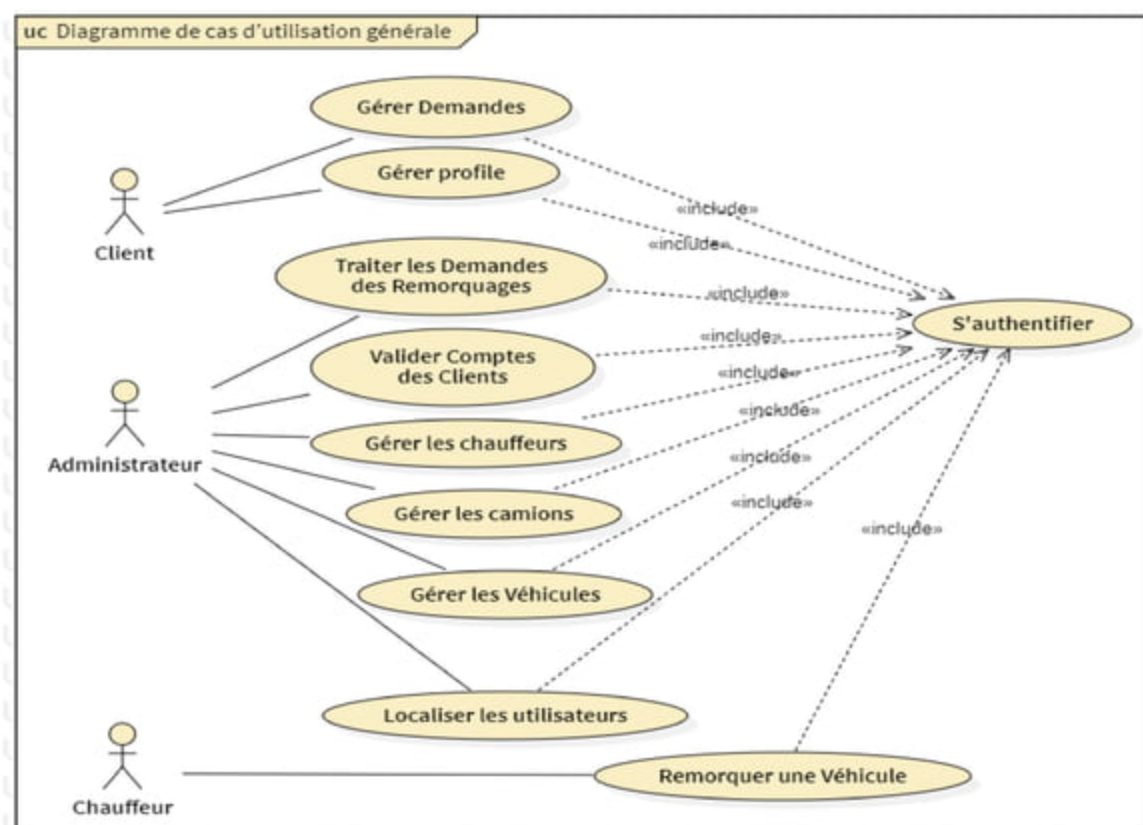 uc Diagramme de cas d'utilisation générale
Gérer Demandes
Gérer profile
Client
«include»
«include»
Traiter les Demandes
des Remorquages
«include»
S'authentifier
Valider Comptes
des Clients
«include»
«include»
Administrateur
Gérer les chauffeurs
«include»
Gérer les camions
«include»
«include»
«include»
Gérer les Véhicules
Localiser les utilisateurs
Chauffeur
Remorquer une Véhicule